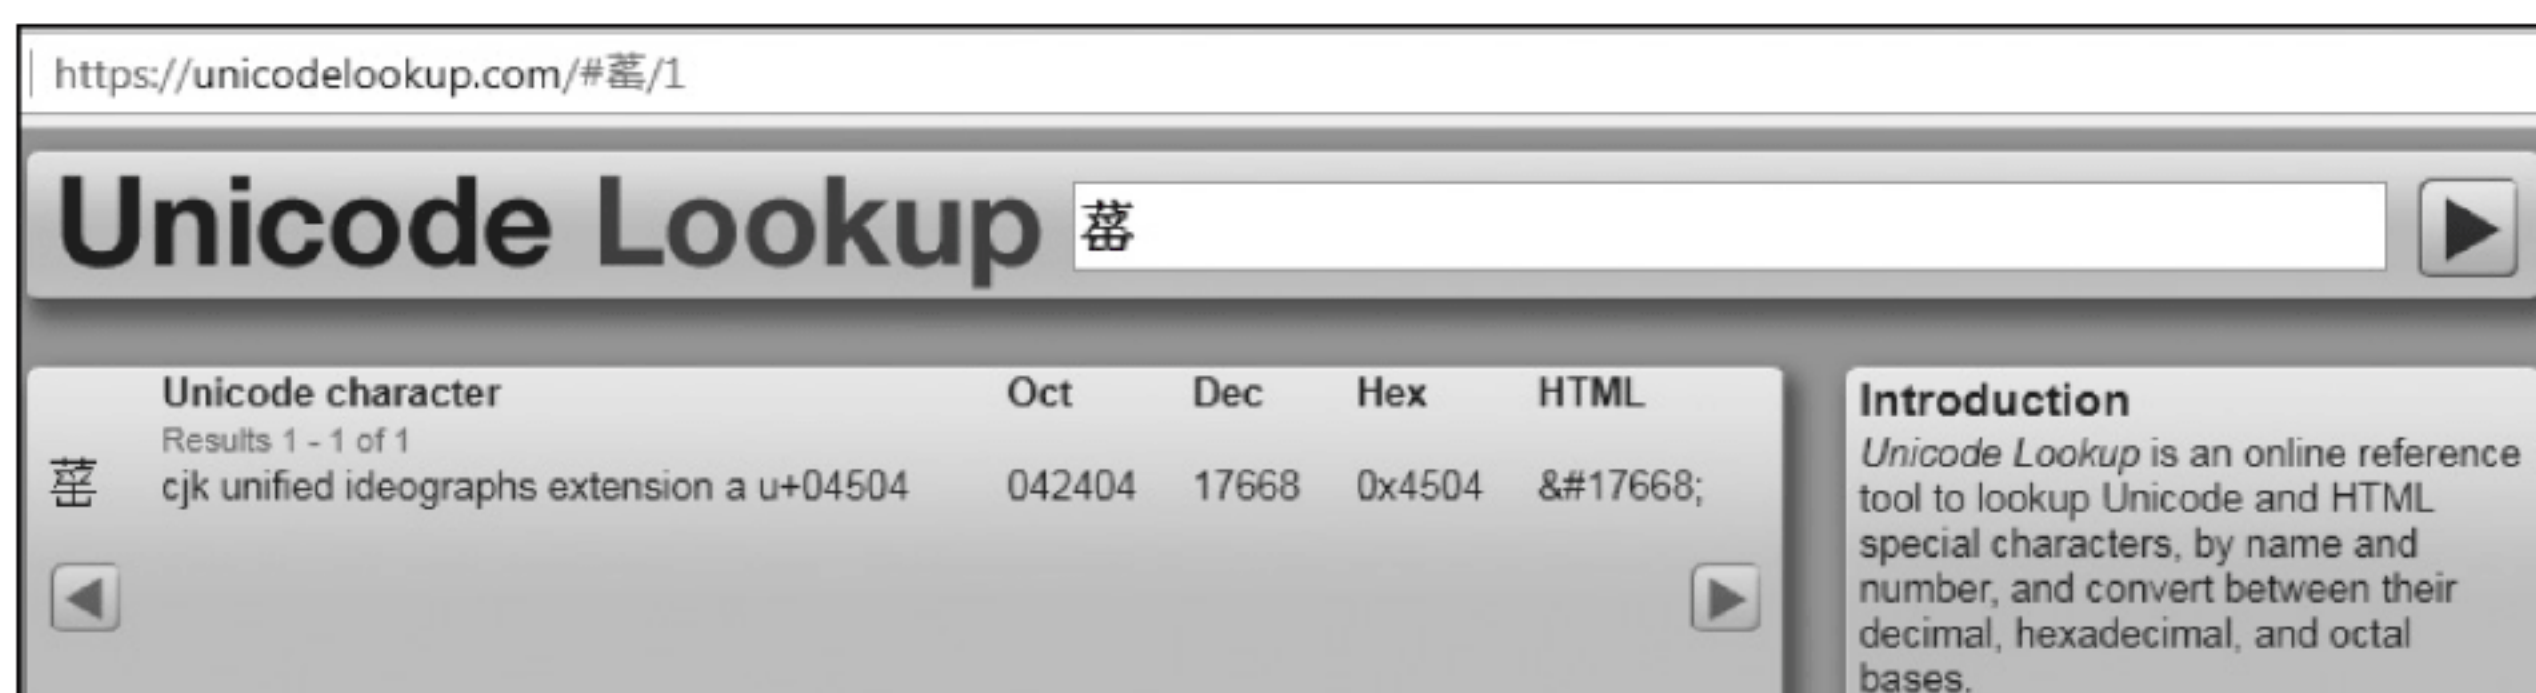 https://unicodelookup.com/#䔄/1
Unicode Lookup 䔄
Unicode character Oct Dec Hex HTML
Results 1 - 1 of 1
䔄 cjk unified ideographs extension a u+04504 042404 17668 0x4504 &#17668;
Introduction
Unicode Lookup is an online reference
tool to lookup Unicode and HTML
special characters, by name and
number, and convert between their
decimal, hexadecimal, and octal
bases.